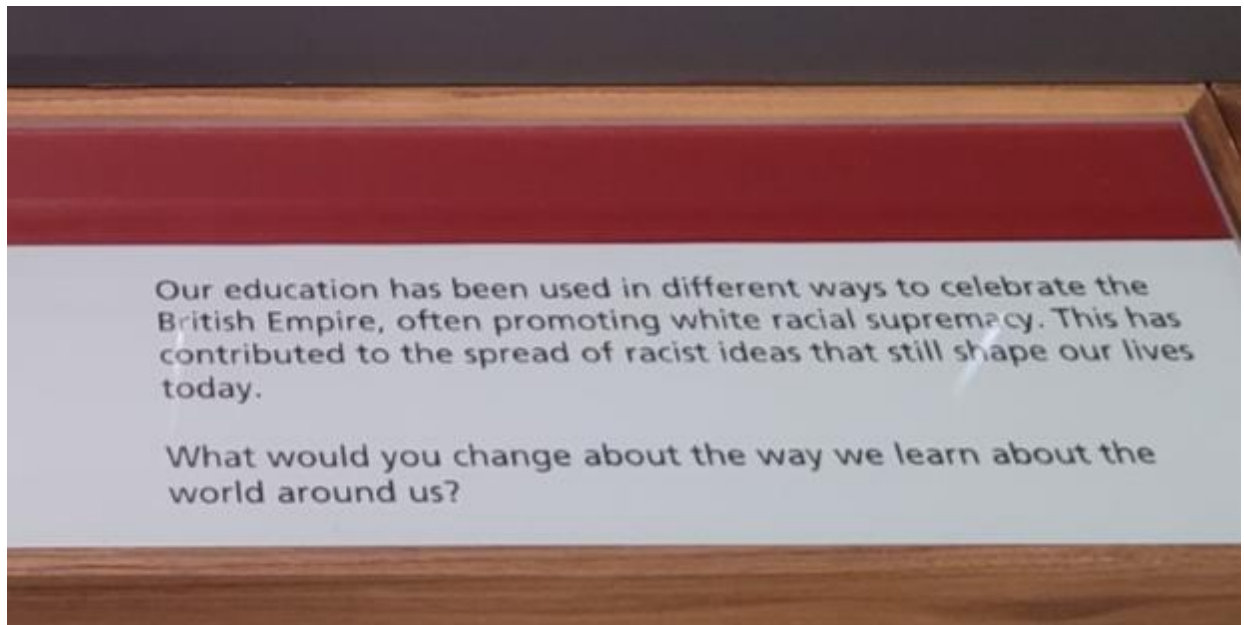 Our education has been used in different ways to celebrate the
British Empire, often promoting white racial supremacy. This has
contributed to the spread of racist ideas that still shape our lives
today.
What would you change about the way we learn about the
world around us?